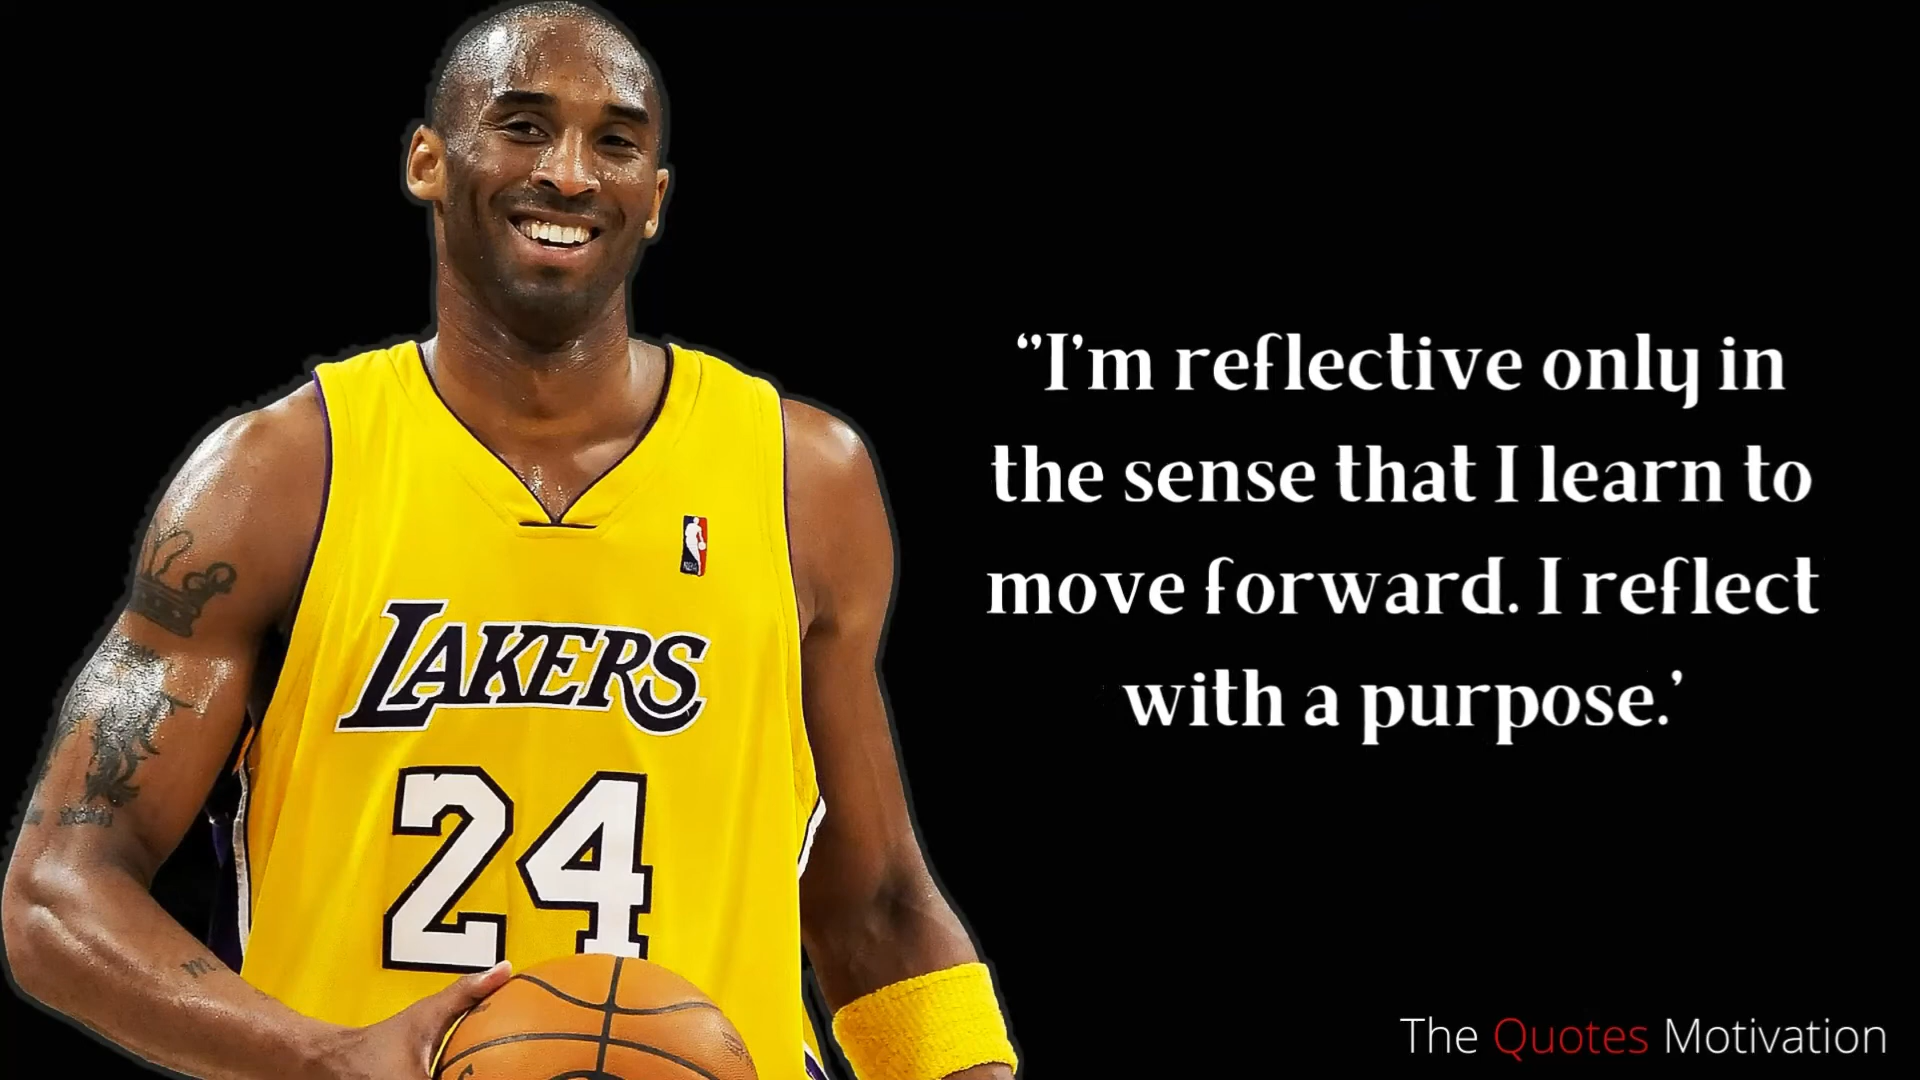 “I’m reflective only in
the sense that I learn to
move forward. I reflect
with a purpose.’
LAKERS
24
The Quotes Motivation